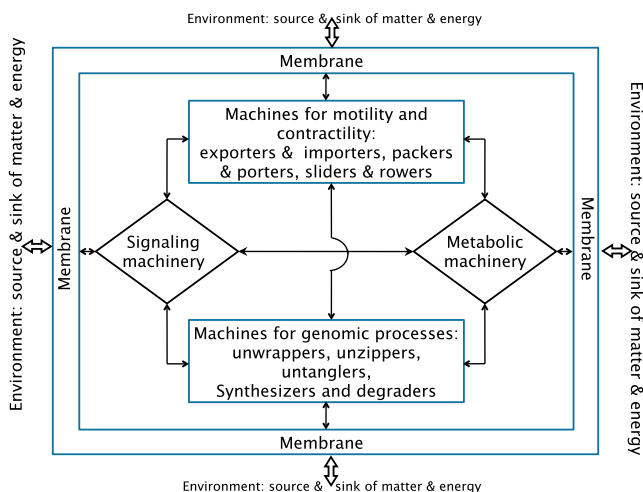 Environment: source & sink of matter & energy
Membrane
Machines for motility and
contractility:
exporters & importers, packers
& porters, sliders & rowers
Environment: source & sink of matter & energy
Membrane
Signaling
machinery
Metabolic
machinery
Membrane
Environment: source & sink of matter & energy
Machines for genomic processes:
unwrappers, unzippers,
untanglers,
Synthesizers and degraders
Membrane
Environment: source & sink of matter & energy